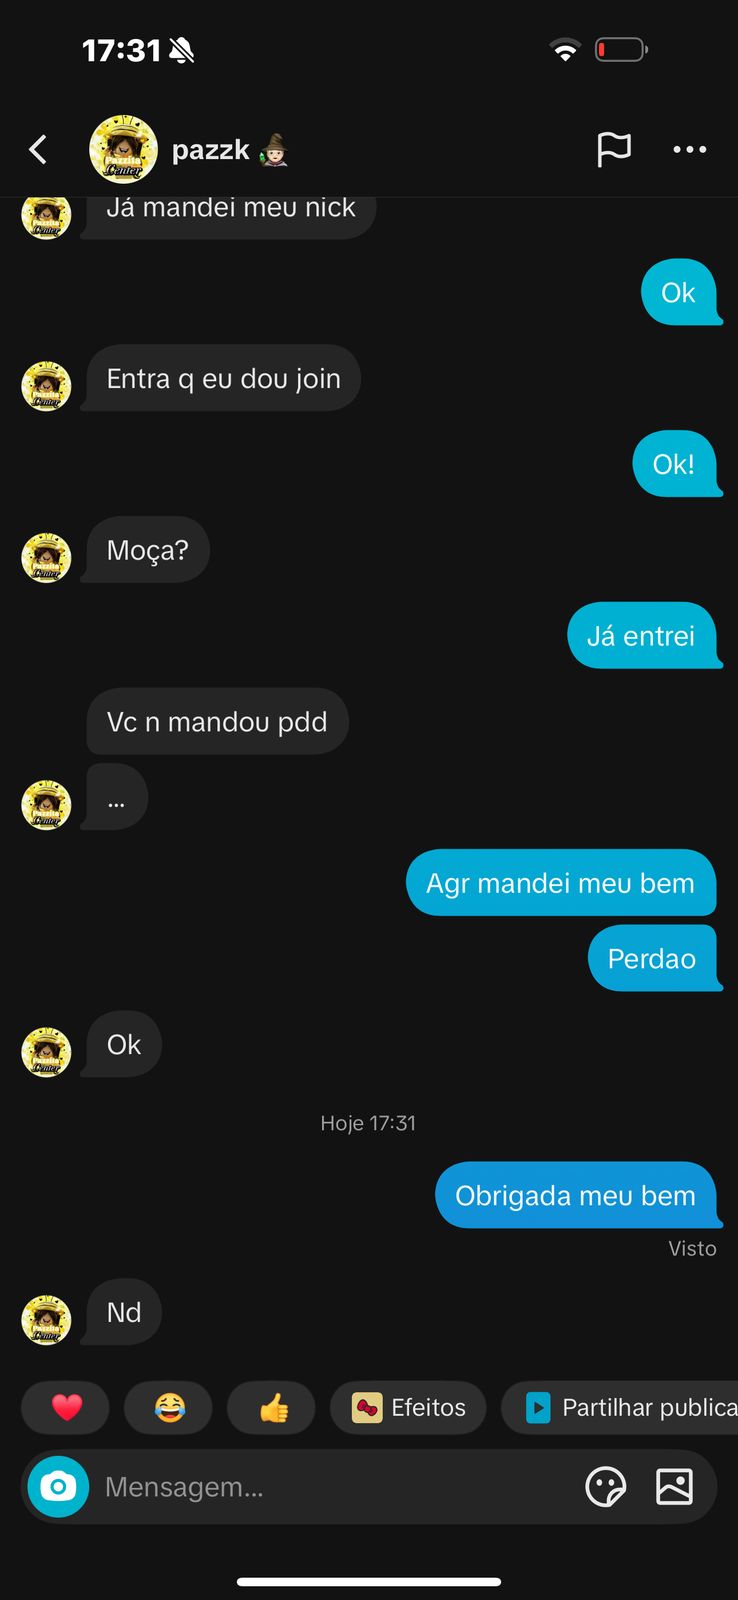 17:31
pazzk
Já mandei meu nick
Ok
Entra q eu dou join
Ok!
Moça?
Já entrei
Vc n mandou pdd
...
Agr mandei meu bem
Perdao
Ok
Hoje 17:31
Obrigada meu bem
Visto
Nd
Efeitos
Partilhar publica
Mensagem...